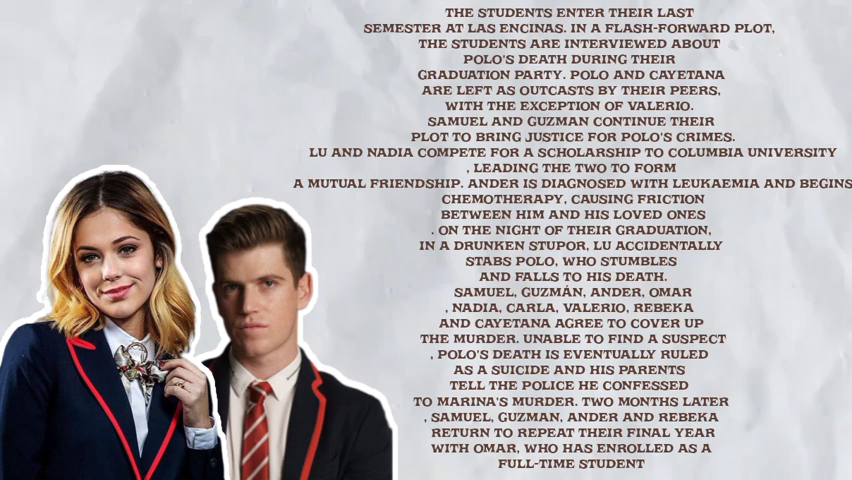 THE STUDENTS ENTER THEIR LAST
SEMESTER AT LAS ENCINAS. IN A FLASH-FORWARD PLOT,
THE STUDENTS ARE INTERVIEWED ABOUT
POLO'S DEATH DURING THEIR
GRADUATION PARTY. POLO AND CAYETANA
ARE LEFT AS OUTCASTS BY THEIR PEERS,
WITH THE EXCEPTION OF VALERIO.
SAMUEL AND GUZMAN CONTINUE THEIR
PLOT TO BRING JUSTICE FOR POLO'S CRIMES.
LU AND NADIA COMPETE FOR A SCHOLARSHIP TO COLUMBIA UNIVERSITY
, LEADING THE TWO TO FORM
A MUTUAL FRIENDSHIP. ANDER IS DIAGNOSED WITH LEUKAEMIA AND BEGINS
CHEMOTHERAPY, CAUSING FRICTION
BETWEEN HIM AND HIS LOVED ONES
. ON THE NIGHT OF THEIR GRADUATION,
IN A DRUNKEN STUPOR, LU ACCIDENTALLY
STABS POLO, WHO STUMBLES
AND FALLS TO HIS DEATH.
SAMUEL, GUZMÁN, ANDER, OMAR
, NADIA, CARLA, VALERIO, REBEKA
AND CAYETANA AGREE TO COVER UP
THE MURDER. UNABLE TO FIND A SUSPECT
, POLO'S DEATH IS EVENTUALLY RULED
AS A SUICIDE AND HIS PARENTS
TELL THE POLICE HE CONFESSED
TO MARINA'S MURDER. TWO MONTHS LATER
, SAMUEL, GUZMAN, ANDER AND REBEKA
RETURN TO REPEAT THEIR FINAL YEAR
WITH OMAR, WHO HAS ENROLLED AS A
FULL-TIME STUDENT